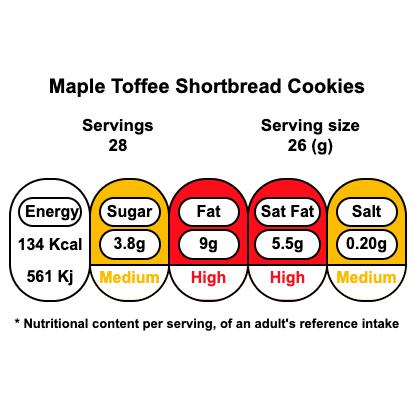 Maple Toffee Shortbread Cookies
Servings Serving size
28 26 (g)
Energy Sugar Fat Sat Fat Salt
134 Kcal 3.8g 9g 5.5g 0.20g
561 Kj Medium High High Medium
* Nutritional content per serving, of an adult's reference intake